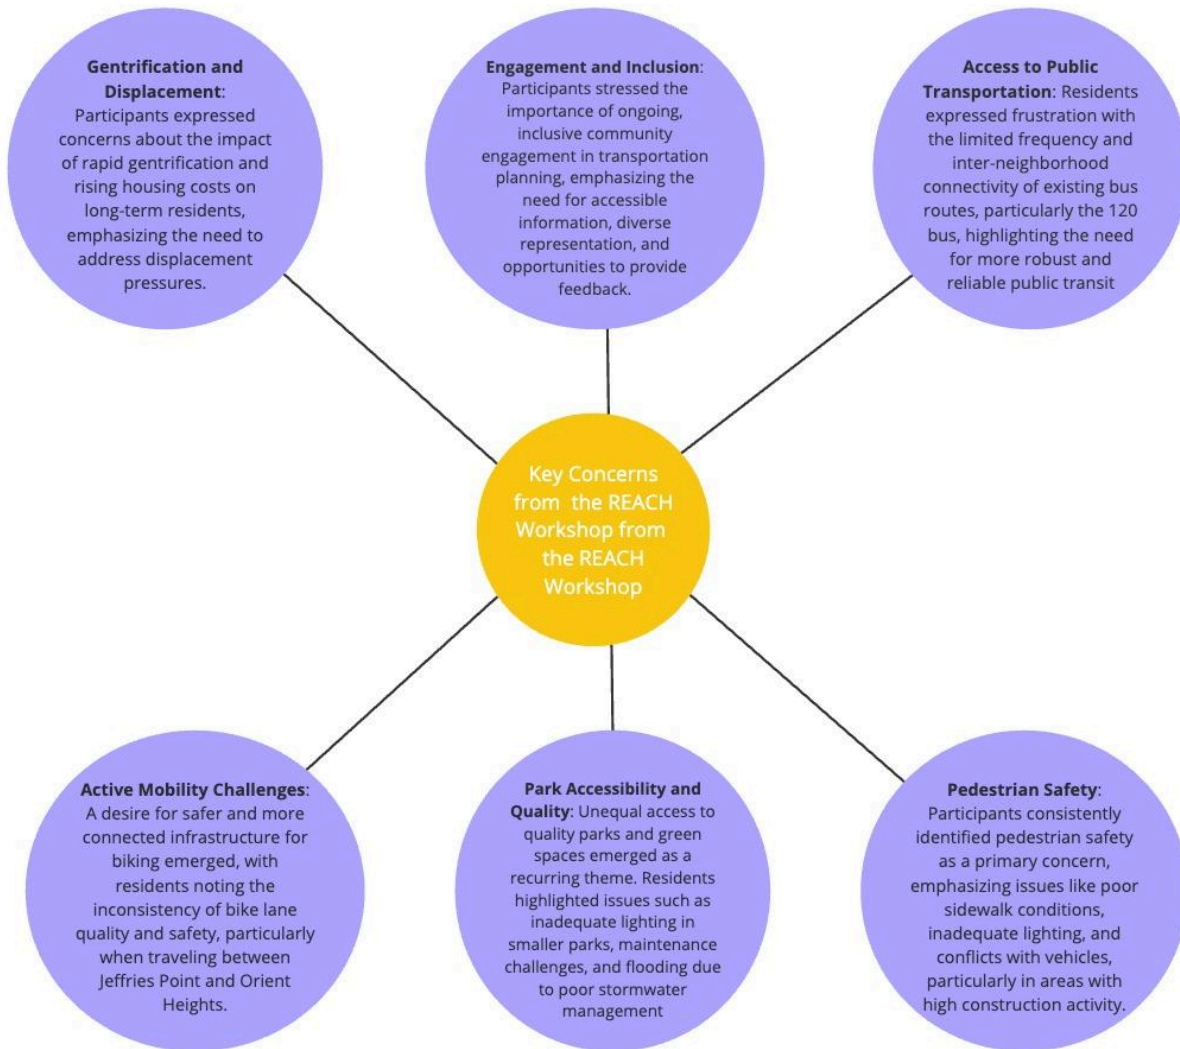 Gentrification and
Displacement:
Participants expressed
concerns about the impact
of rapid gentrification and
rising housing costs on
long-term residents,
emphasizing the need to
address displacement
pressures.
Engagement and Inclusion:
Participants stressed the
importance of ongoing,
inclusive community
engagement in transportation
planning, emphasizing the
need for accessible
information, diverse
representation, and
opportunities to provide
feedback.
Access to Public
Transportation: Residents
expressed frustration with
the limited frequency and
inter-neighborhood
connectivity of existing bus
routes, particularly the 120
bus, highlighting the need
for more robust and
reliable public transit
Key Concerns
from  the REACH
Workshop from
the REACH
Workshop
Active Mobility Challenges:
A desire for safer and more
connected infrastructure for
biking emerged, with
residents noting the
inconsistency of bike lane
quality and safety, particularly
when traveling between
Jeffries Point and Orient
Heights.
Park Accessibility and
Quality: Unequal access to
quality parks and green
spaces emerged as a
recurring theme. Residents
highlighted issues such as
inadequate lighting in
smaller parks, maintenance
challenges, and flooding due
to poor stormwater
management
Pedestrian Safety:
Participants consistently
identified pedestrian safety
as a primary concern,
emphasizing issues like poor
sidewalk conditions,
inadequate lighting, and
conflicts with vehicles,
particularly in areas with
high construction activity.